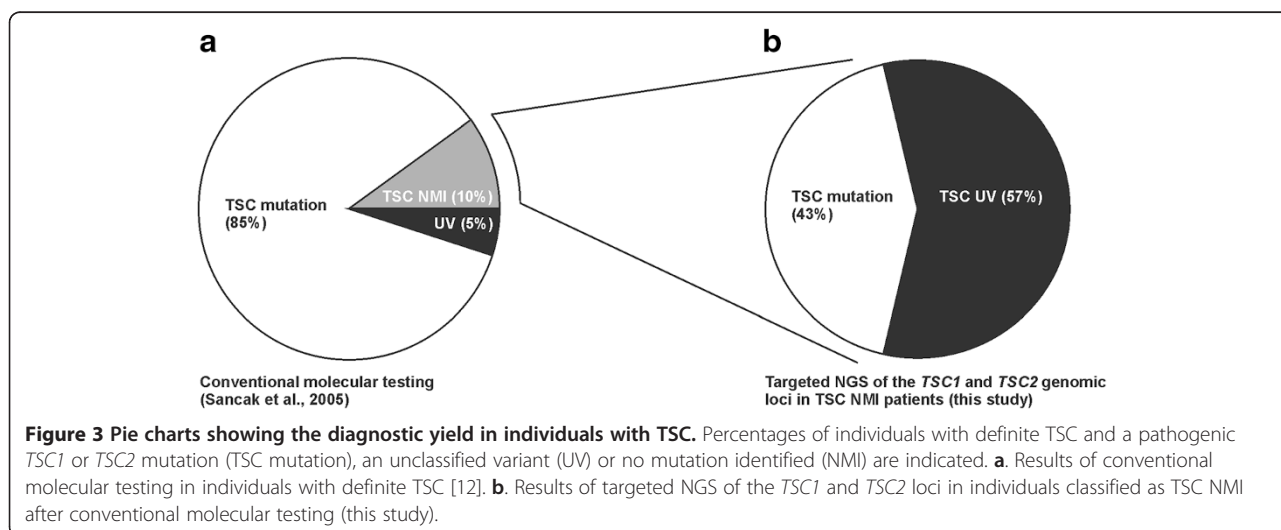 a
b
TSC mutation
(85%)
TSC NMI (10%)
UV (5%)
TSC mutation
(43%)
TSC UV (57%)
Conventional molecular testing
(Sancak et al., 2005)
Targeted NGS of the TSC1 and TSC2 genomic
loci in TSC NMI patients (this study)
Figure 3 Pie charts showing the diagnostic yield in individuals with TSC. Percentages of individuals with definite TSC and a pathogenic
TSC1 or TSC2 mutation (TSC mutation), an unclassified variant (UV) or no mutation identified (NMI) are indicated. a. Results of conventional
molecular testing in individuals with definite TSC [12]. b. Results of targeted NGS of the TSC1 and TSC2 loci in individuals classified as TSC NMI
after conventional molecular testing (this study).